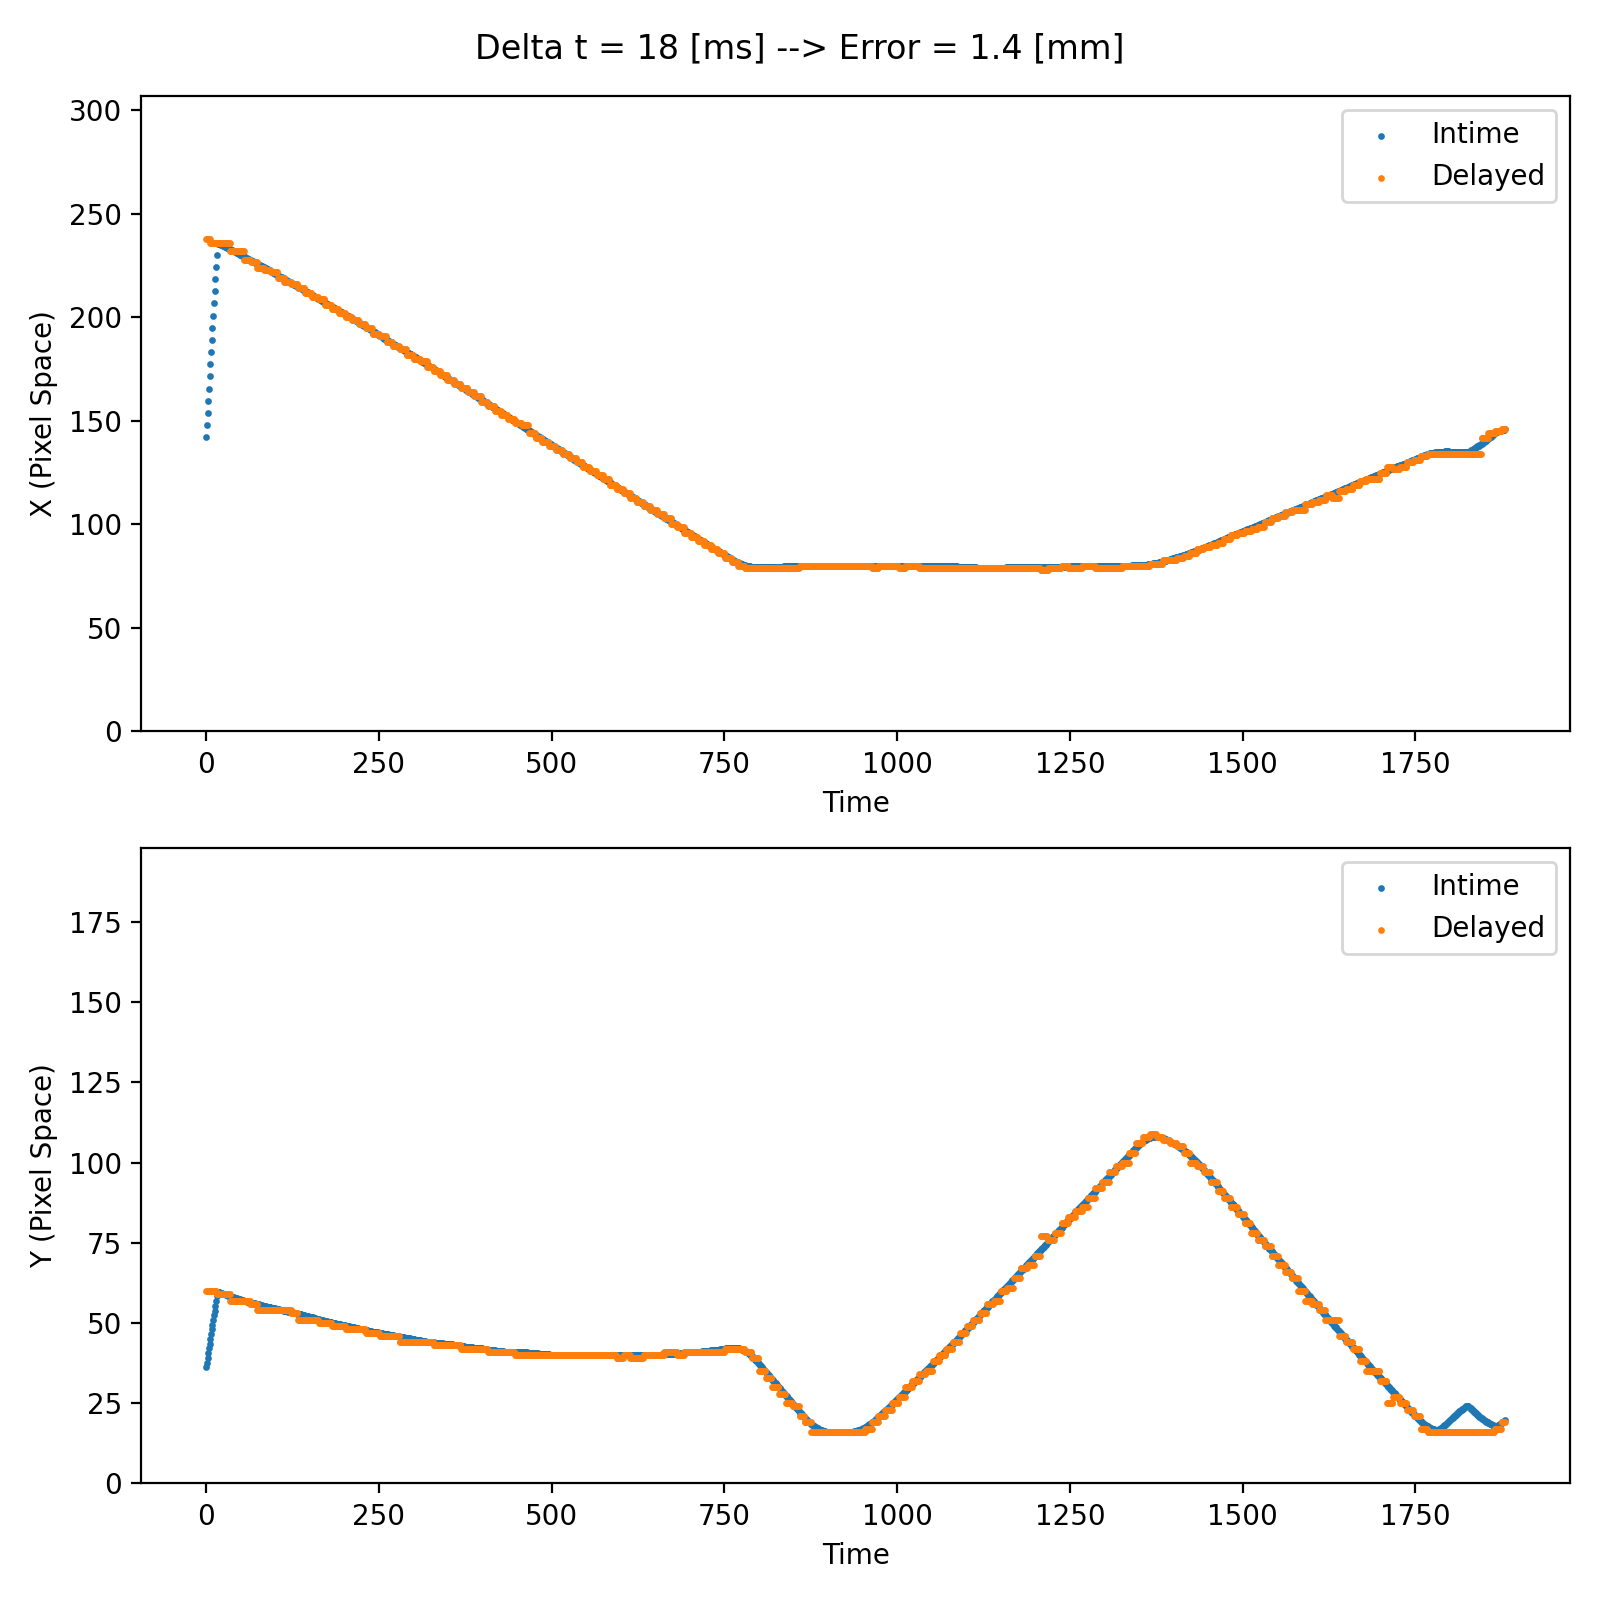 Delta t = 18 [ms] --> Error = 1.4 [mm]
300
250
200
150
100
50
0
X (Pixel Space)
Intime
Delayed
0 250 500 750 1000 1250 1500 1750
Time
175
150
125
100
75
50
25
0
Y (Pixel Space)
Intime
Delayed
0 250 500 750 1000 1250 1500 1750
Time